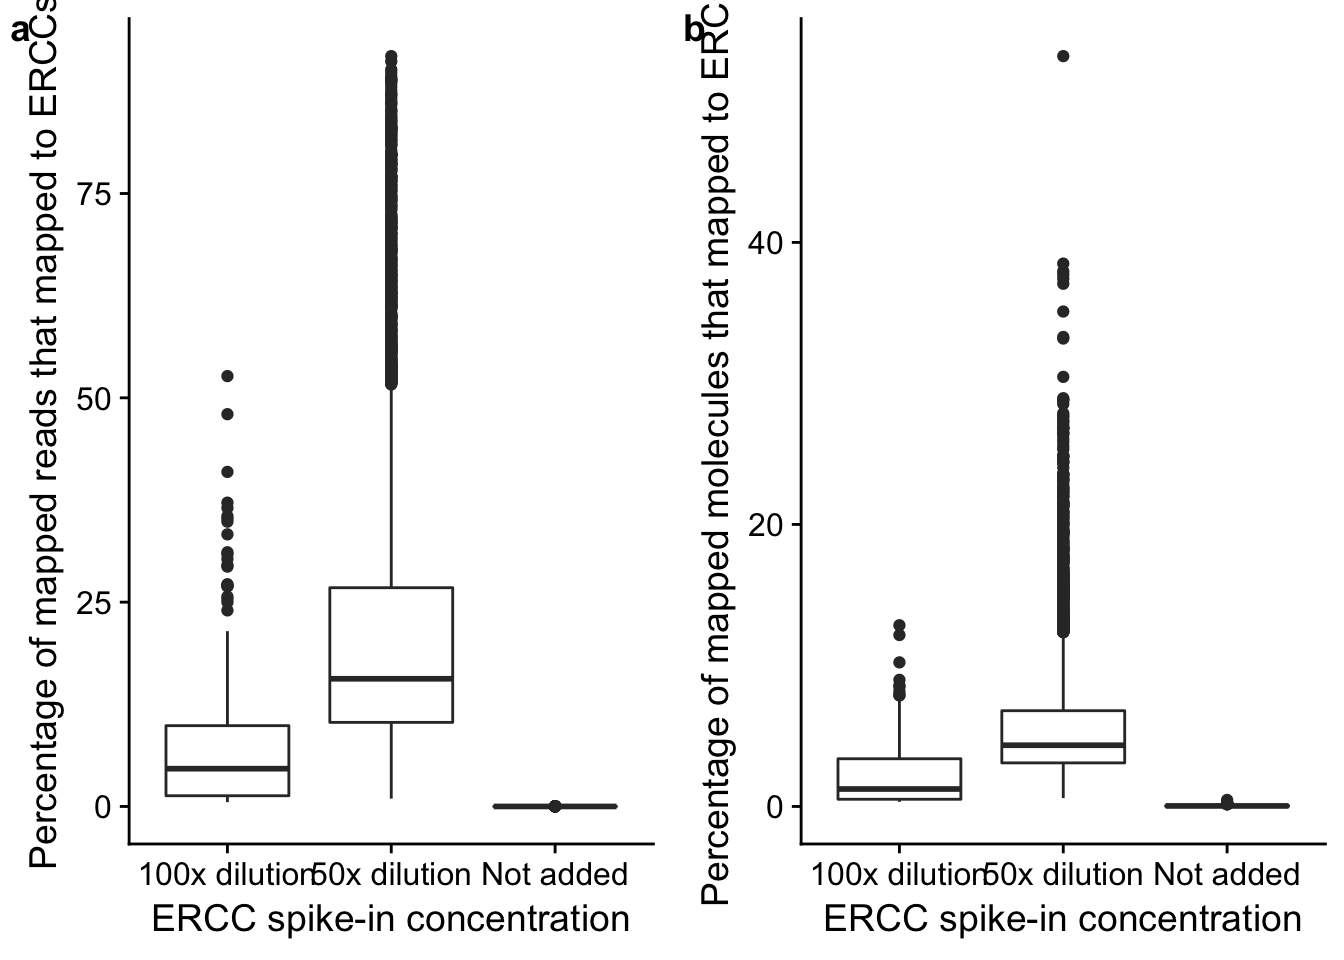 a
Percentage of mapped reads that mapped to ERCCs
75
50
25
0
100x dilution 50x dilution Not added
ERCC spike-in concentration
b
Percentage of mapped molecules that mapped to ERC
40
20
0
100x dilution 50x dilution Not added
ERCC spike-in concentration